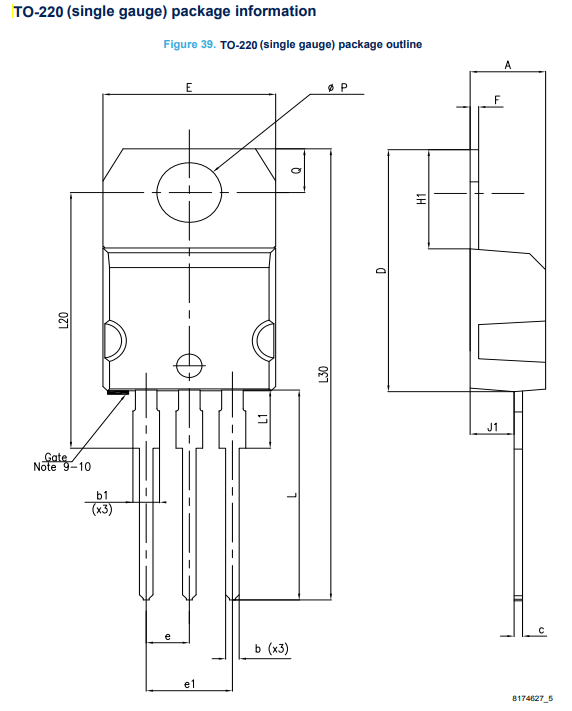 TO-220 (single gauge) package information
Figure 39. TO-220 (single gauge) package outline
A
E
ø P
F
Q
H1
D
L20
L30
L1
J1
Gate
Note 9-10
b1
(x3)
L
e
b (x3)
c
e1
8174627_5